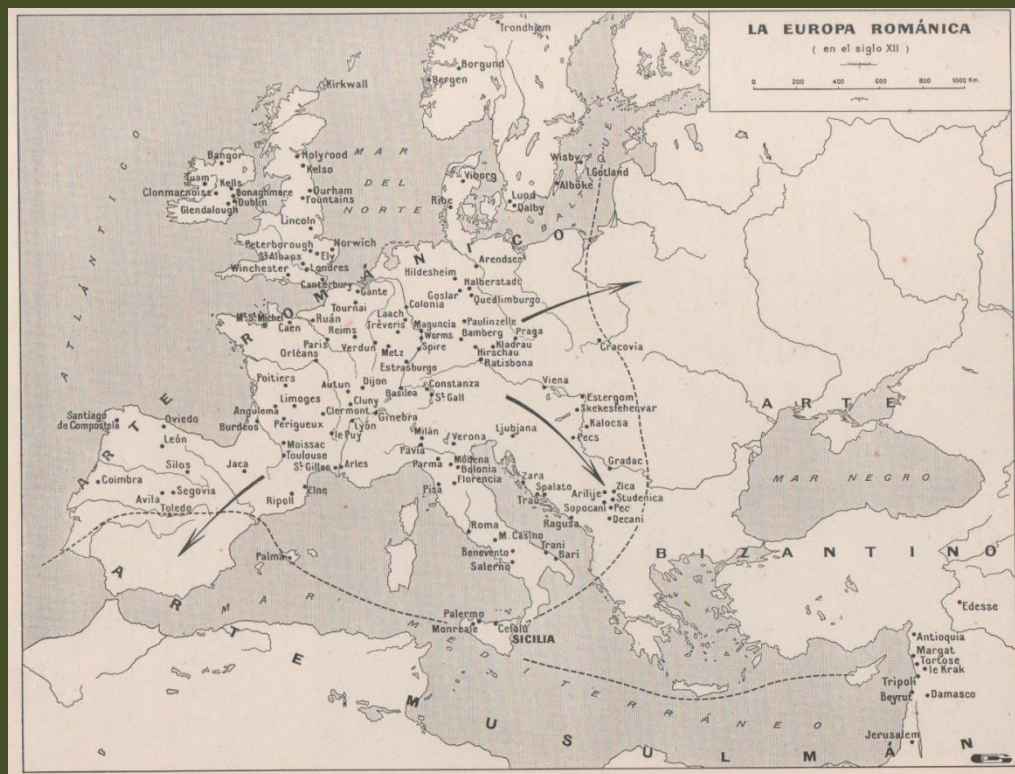 LA EUROPA ROMÁNICA
( en el siglo XII )
0 200 400 600 800 1000 Km.
Trondhjem
Borgund
Bergen
Kirkwall
ATLÁNTICO
MAR
DEL
NORTE
BALTIQUE
Bangor
Tuam
Kells
Clonmacnoise
Bonaghmare
Dublin
Glendalough
Holyrood
Kelso
Durham
Fountains
Lincoln
Peterborough
Norwich
St Albans
Ely
Winchester
Londres
Canterbury
Viborg
Ribe
Lund
Dalby
Wisby
I.Gotland
Alboke
Arendsee
Hildesheim
Halberstadt
Goslar
Quedlimburgo
Gante
Tournai
Colonia
Laach
Tréveris
Maguncia
Worms
Spire
Paulinzelle
Bamberg
Praga
Kladrau
Hirschau
Ratisbona
Cracovia
Mt S. Michel
Caen
Ruán
Reims
Paris
Verdun
Metz
Estrasburgo
Orléans
Poitiers
Autun
Dijon
Basilea
Constanza
St Gall
Viena
Estergom
Skekesfehervar
Kalocsa
Pecs
Limoges
Cluny
Clermont
Ginebra
Angulema
Burdeos
Périgueux
Lyón
le Puy
Milán
Verona
Ljubjana
Pavia
Santiago
de Compostela
Oviedo
León
Moissac
Toulouse
St Gilles
Arles
Parma
Módena
Bolonia
Florencia
Pisa
Gradac
Zara
Spalato
Trau
Arilije
Zica
Studenica
Sopocani
Pec
Decani
Ragusa
Coimbra
Silos
Jaca
Avila
Segovia
Toledo
Ripoll
Elne
Palma
Roma
M. Casino
Benevento
Salerno
Trani
Bari
Palermo
Monreale
Cefalú
SICILIA
MAR NEGRO
ARTE ROMÁNICO
ARTE
BIZANTINO
ARTE MUSULMÁN
MAR MEDITERRÁNEO
Edesse
Antioquia
Margat
Tortose
le Krak
Tripoli
Beyrut
Damasco
Jerusalem